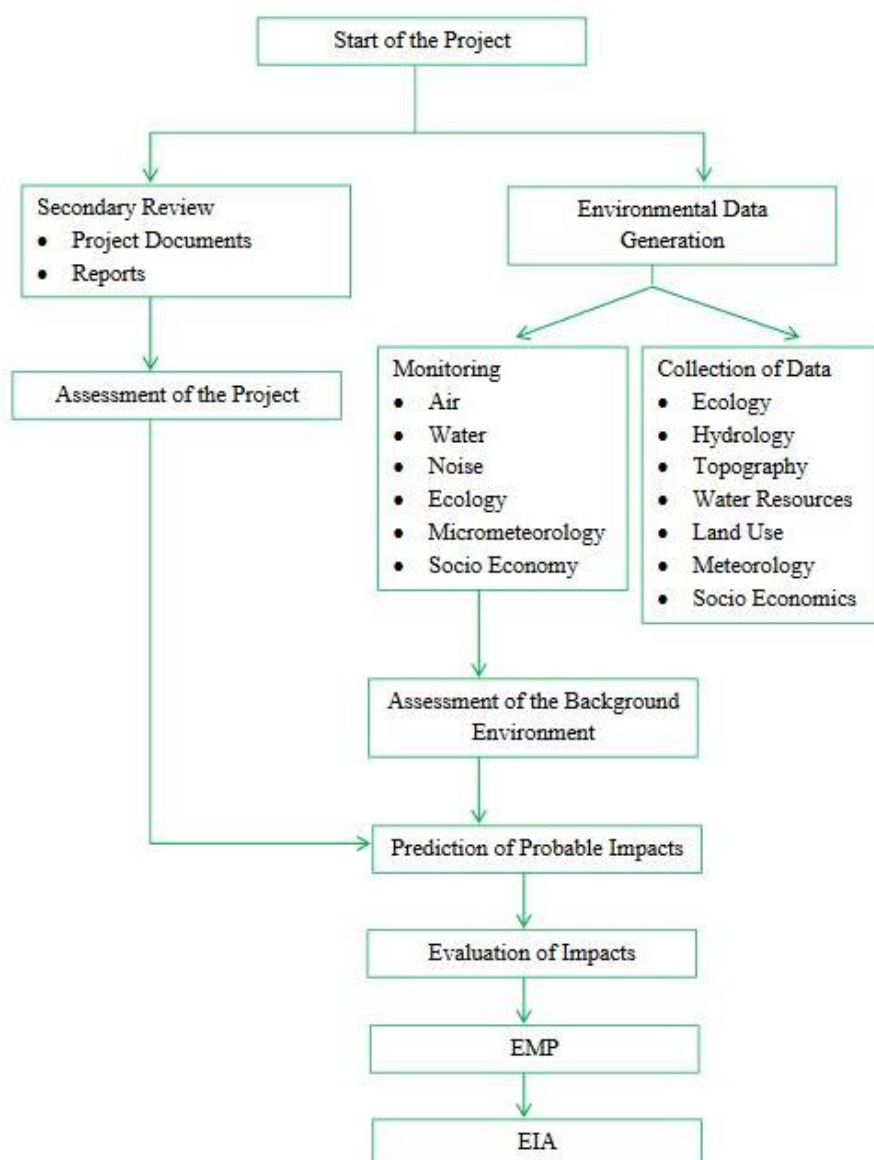 Start of the Project
Secondary Review
• Project Documents
• Reports
Environmental Data
Generation
Assessment of the Project
Monitoring
• Air
• Water
• Noise
• Ecology
• Micrometeorology
• Socio Economy
Collection of Data
• Ecology
• Hydrology
• Topography
• Water Resources
• Land Use
• Meteorology
• Socio Economics
Assessment of the Background
Environment
Prediction of Probable Impacts
Evaluation of Impacts
EMP
EIA